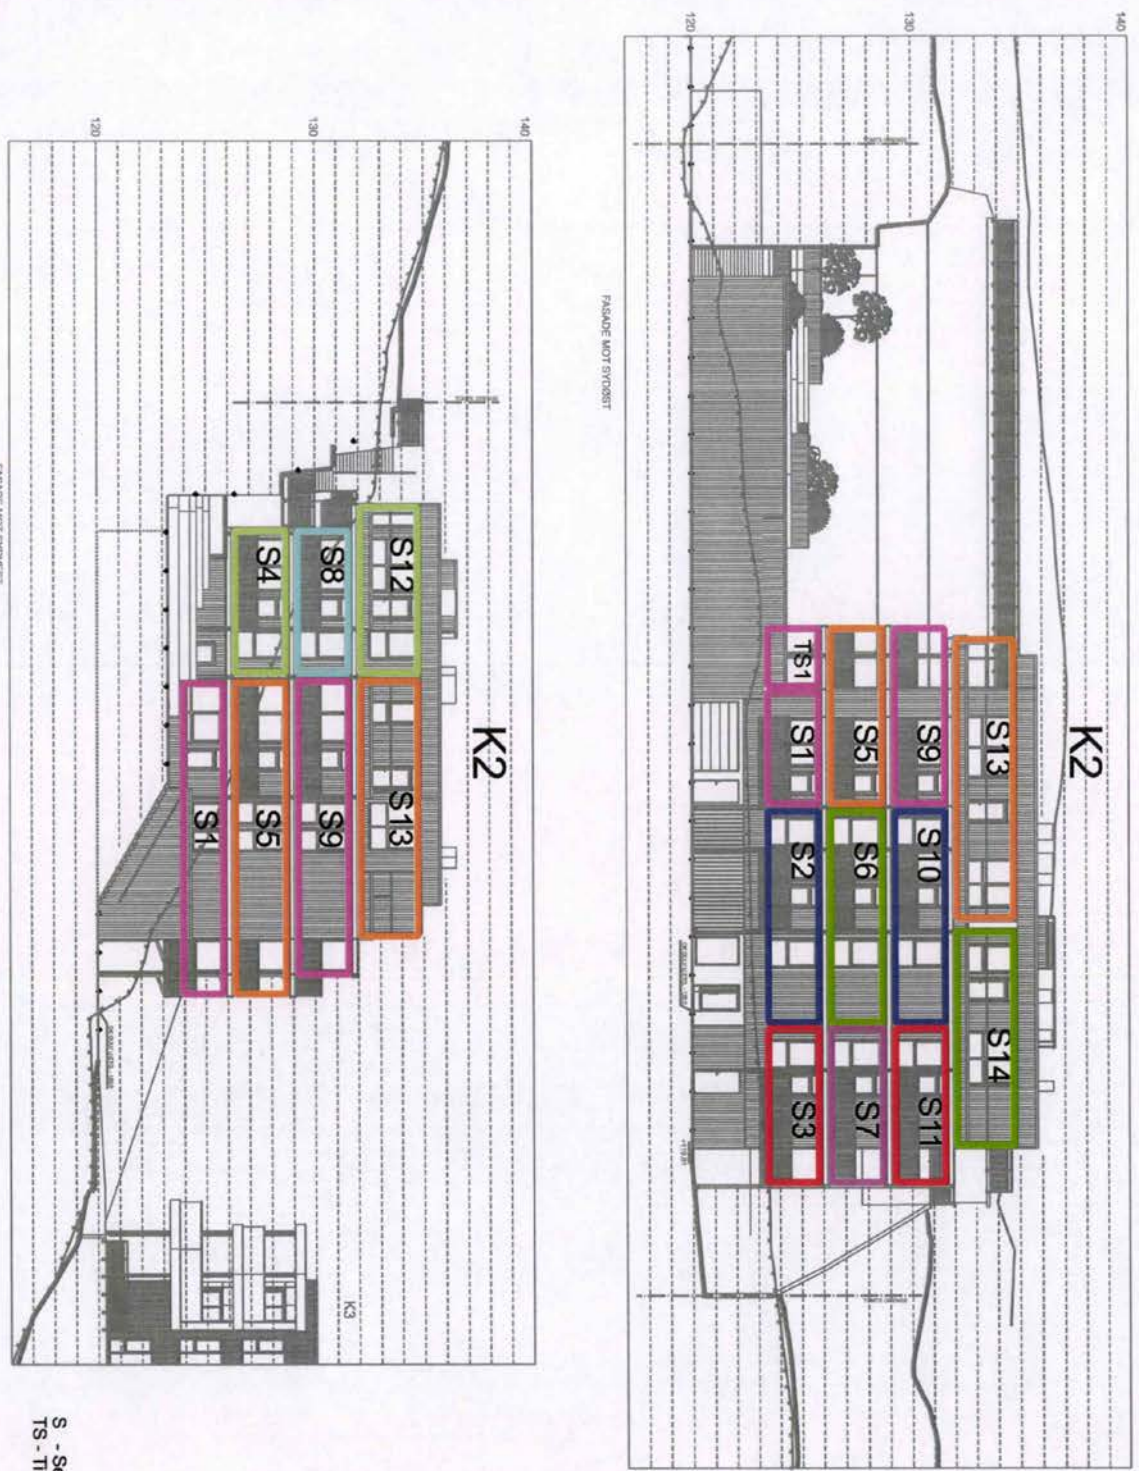 140
130
120
K2
S13
S14
S9
S10
S11
S5
S6
S7
TS1
S1
S2
S3
FASADE MOT SYDØST
140
130
120
K2
S12
S13
S8
S9
S4
S5
S1
K3
S - S
TS - T